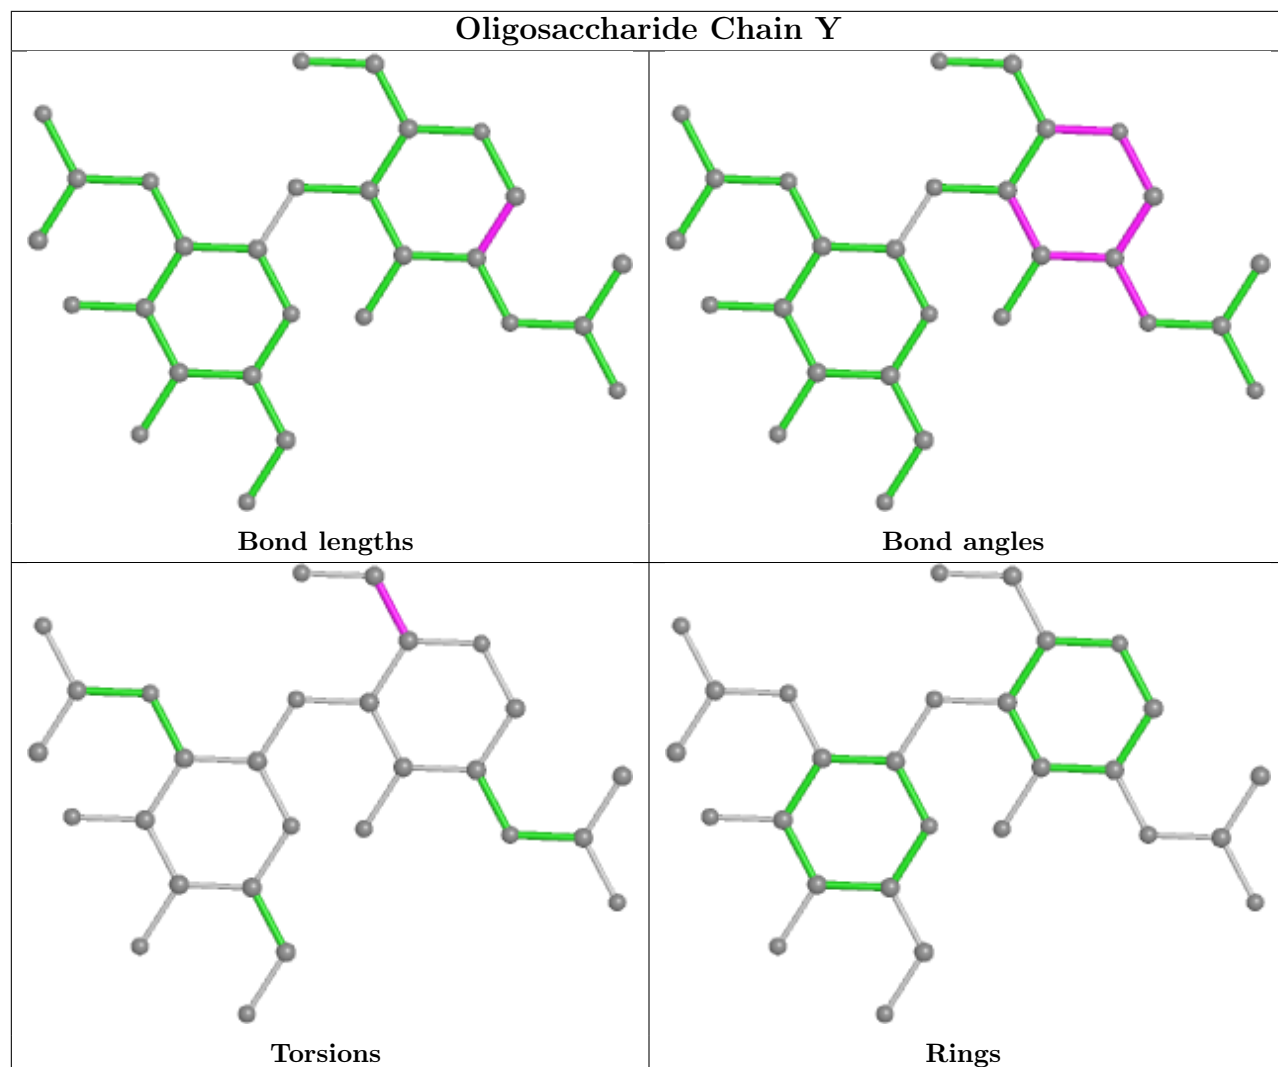 Oligosaccharide Chain Y
Bond lengths
Bond angles
Torsions
Rings